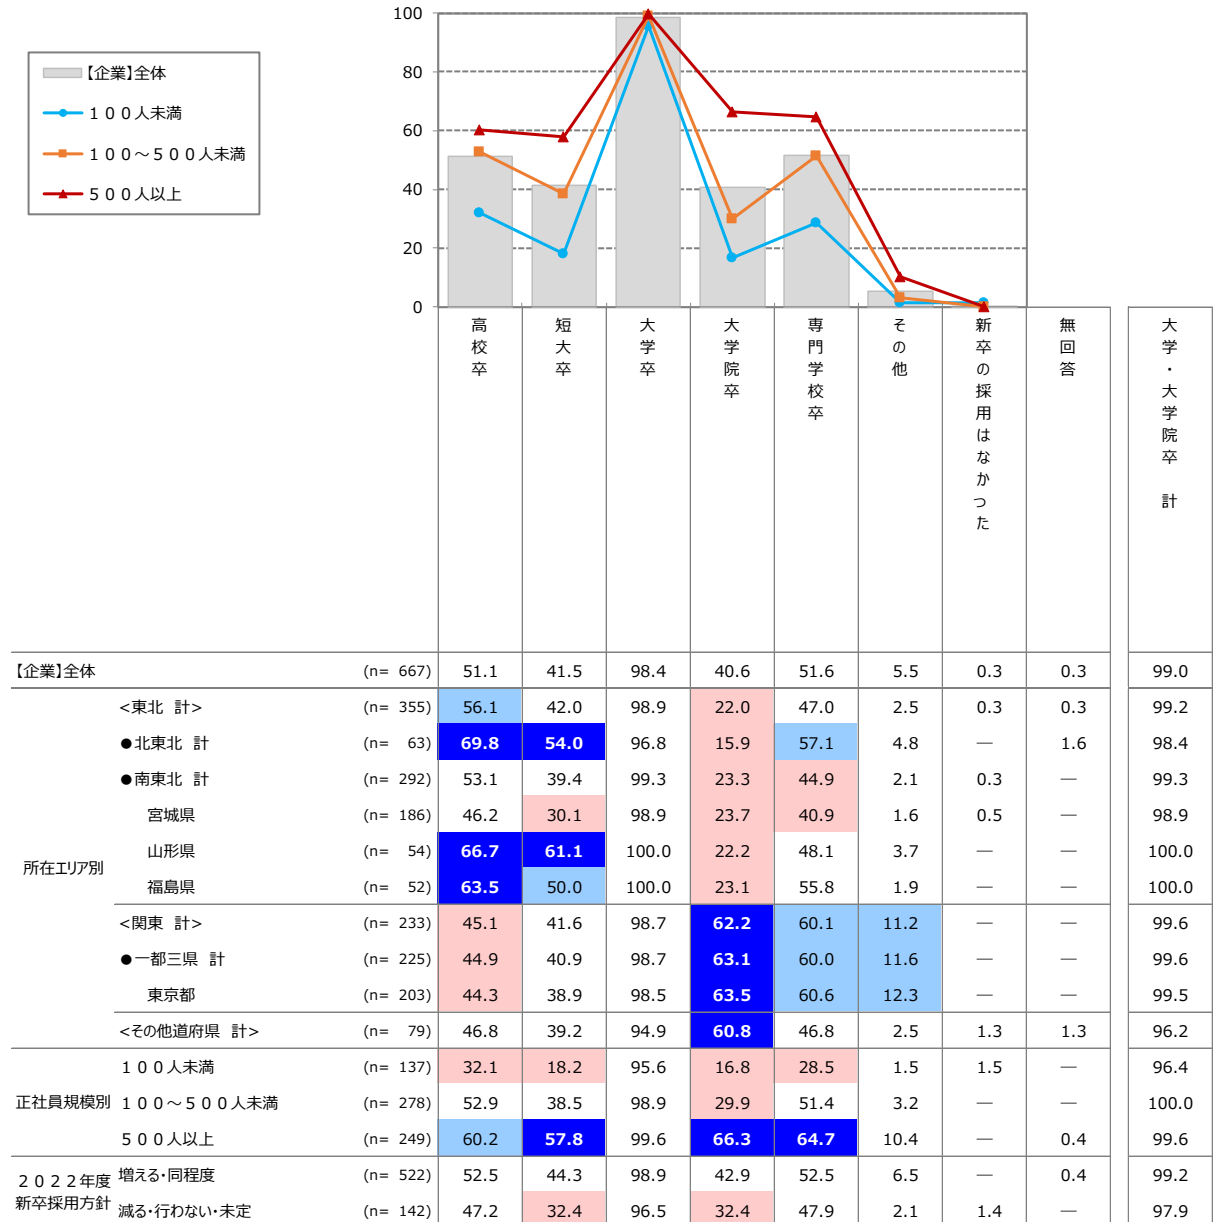 100
80
60
40
20
0
【企業】全体
１００人未満
１００～５００人未満
５００人以上
高校卒
短大卒
大学卒
大学院卒
専門学校卒
その他
新卒の採用はなかつた
無回答
大学・大学院卒 計
【企業】全体 (n= 667) 51.1 41.5 98.4 40.6 51.6 5.5 0.3 0.3 99.0
所在エリア別
<東北 計> (n= 355) 56.1 42.0 98.9 22.0 47.0 2.5 0.3 0.3 99.2
●北東北 計 (n= 63) 69.8 54.0 96.8 15.9 57.1 4.8 ― 1.6 98.4
●南東北 計 (n= 292) 53.1 39.4 99.3 23.3 44.9 2.1 0.3 ― 99.3
宮城県 (n= 186) 46.2 30.1 98.9 23.7 40.9 1.6 0.5 ― 98.9
山形県 (n= 54) 66.7 61.1 100.0 22.2 48.1 3.7 ― ― 100.0
福島県 (n= 52) 63.5 50.0 100.0 23.1 55.8 1.9 ― ― 100.0
<関東 計> (n= 233) 45.1 41.6 98.7 62.2 60.1 11.2 ― ― 99.6
●一都三県 計 (n= 225) 44.9 40.9 98.7 63.1 60.0 11.6 ― ― 99.6
東京都 (n= 203) 44.3 38.9 98.5 63.5 60.6 12.3 ― ― 99.5
<その他道府県 計> (n= 79) 46.8 39.2 94.9 60.8 46.8 2.5 1.3 1.3 96.2
正社員規模別
１００人未満 (n= 137) 32.1 18.2 95.6 16.8 28.5 1.5 1.5 ― 96.4
１００～５００人未満 (n= 278) 52.9 38.5 98.9 29.9 51.4 3.2 ― ― 100.0
５００人以上 (n= 249) 60.2 57.8 99.6 66.3 64.7 10.4 ― 0.4 99.6
２０２２年度
新卒採用方針
増える・同程度 (n= 522) 52.5 44.3 98.9 42.9 52.5 6.5 ― 0.4 99.2
減る・行わない・未定 (n= 142) 47.2 32.4 96.5 32.4 47.9 2.1 1.4 ― 97.9